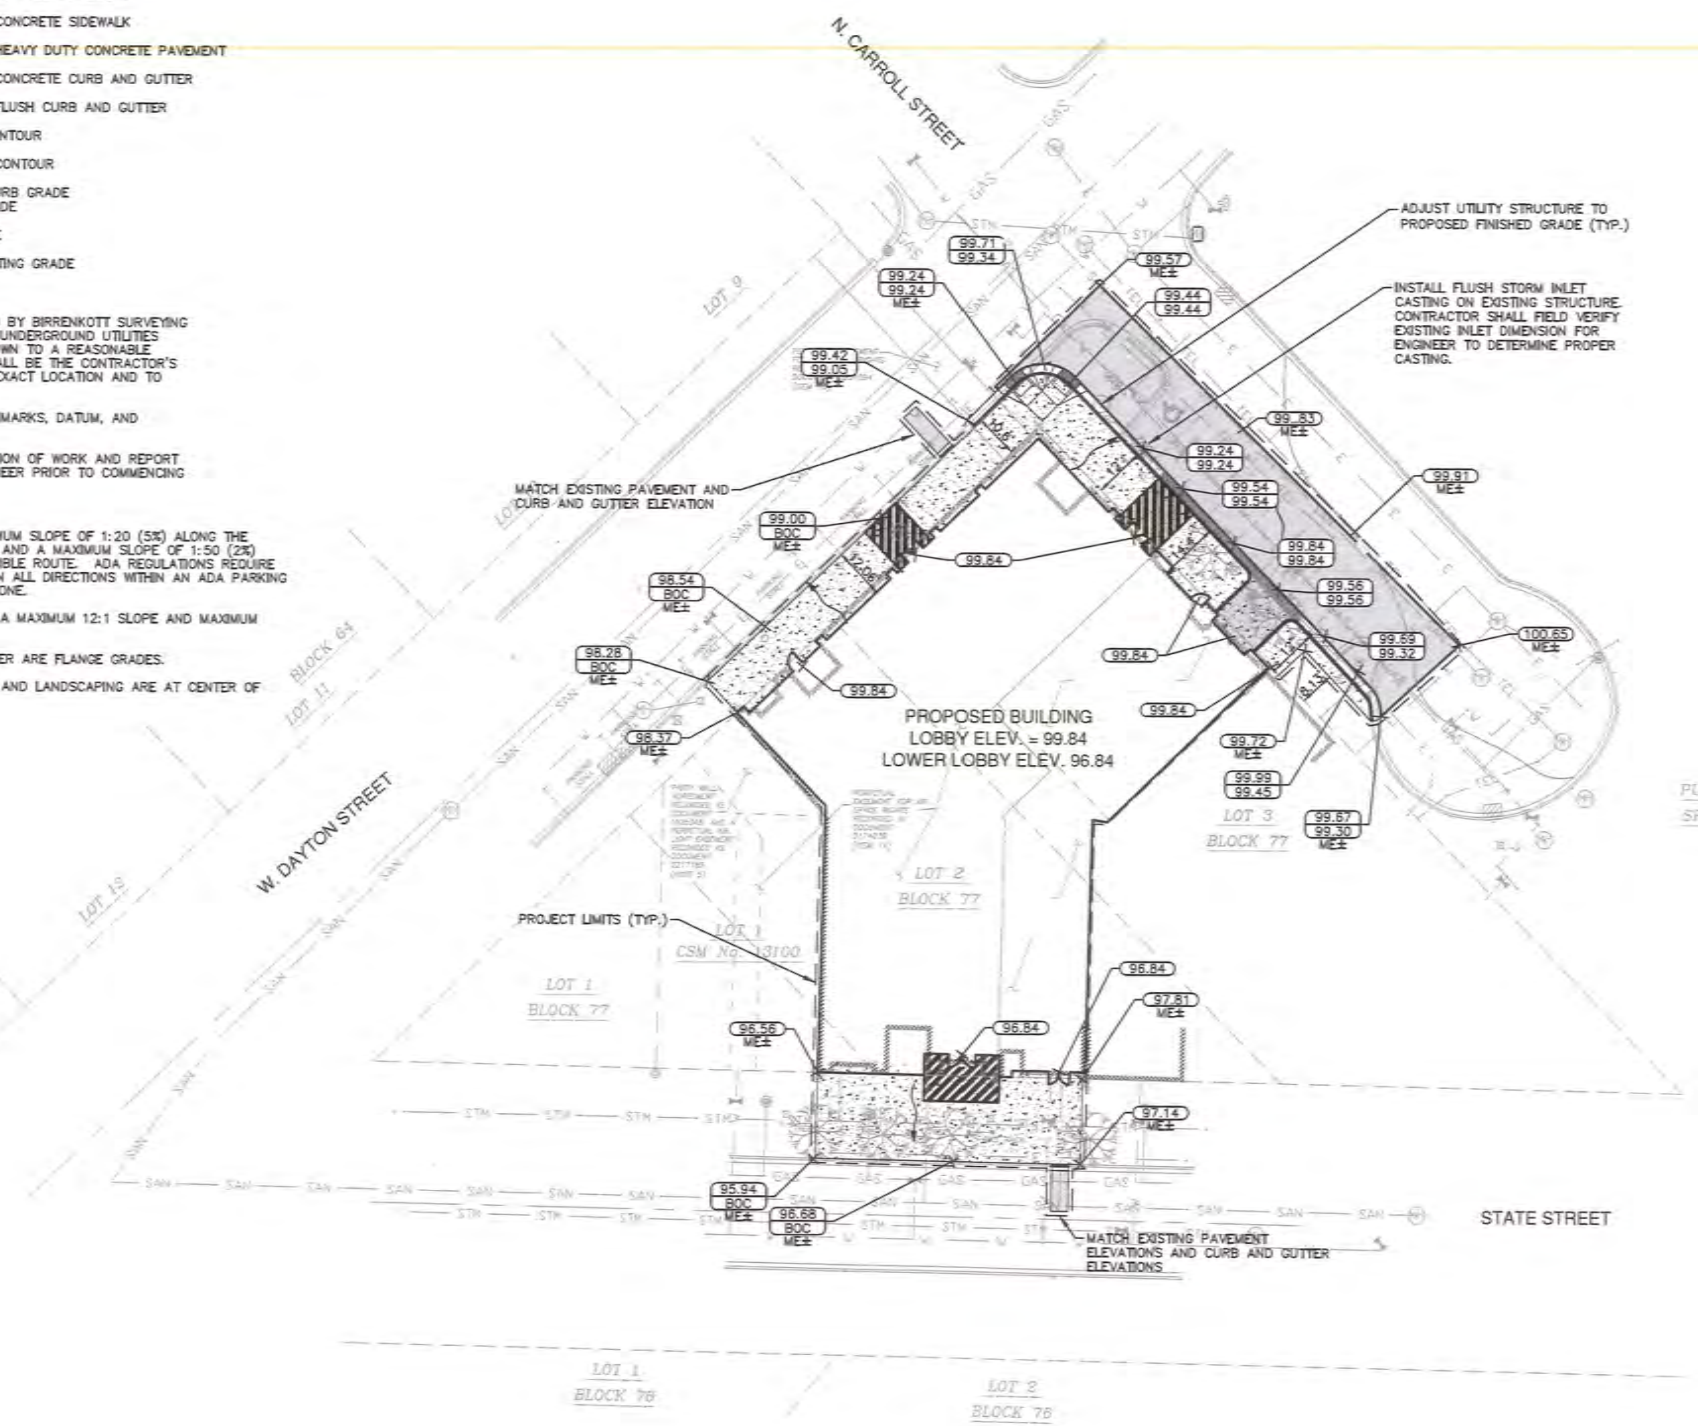 CONCRETE SIDEWALK
HEAVY DUTY CONCRETE PAVEMENT
CONCRETE CURB AND GUTTER
FLUSH CURB AND GUTTER
NTOUR
CONTOUR
RB GRADE
DE
TING GRADE
BY BIRRENKOTT SURVEYING
UNDERGROUND UTILITIES
WN TO A REASONABLE
ALL BE THE CONTRACTOR'S
EXACT LOCATION AND TO
MARKS, DATUM, AND
ION OF WORK AND REPORT
EER PRIOR TO COMMENCING
UM SLOPE OF 1:20 (5%) ALONG THE
AND A MAXIMUM SLOPE OF 1:50 (2%)
IBLE ROUTE. ADA REGULATIONS REQUIRE
N ALL DIRECTIONS WITHIN AN ADA PARKING
ONE.
A MAXIMUM 12:1 SLOPE AND MAXIMUM
ER ARE FLANGE GRADES.
AND LANDSCAPING ARE AT CENTER OF
N. CARROLL STREET
ADJUST UTILITY STRUCTURE TO
PROPOSED FINISHED GRADE (TYP.)
INSTALL FLUSH STORM INLET
CASTING ON EXISTING STRUCTURE.
CONTRACTOR SHALL FIELD VERIFY
EXISTING INLET DIMENSION FOR
ENGINEER TO DETERMINE PROPER
CASTING.
99.71
99.34
99.57
ME±
99.24
99.24
ME±
99.44
99.44
LOT 9
99.42
99.05
ME±
10.6'
99.83
ME±
99.24
99.24
99.91
ME±
MATCH EXISTING PAVEMENT AND
CURB AND GUTTER ELEVATION
99.54
99.54
99.00
BOC
ME±
99.84
99.84
99.84
98.54
BOC
ME±
12.08'
99.56
99.56
99.69
99.32
100.65
ME±
98.28
BOC
ME±
99.84
99.84
8.13'
99.84
98.37
ME±
PROPOSED BUILDING
LOBBY ELEV. = 99.84
LOWER LOBBY ELEV. 96.84
99.72
ME±
99.99
99.45
99.67
99.30
ME±
BLOCK 64
LOT 11
LOT 12
W. DAYTON STREET
LOT 3
BLOCK 77
LOT 2
BLOCK 77
PROJECT LIMITS (TYP.)
LOT 1
CSM No. 13100
LOT 1
BLOCK 77
96.84
97.81
ME±
96.56
ME±
96.84
97.14
ME±
95.94
BOC
ME±
96.68
BOC
ME±
STATE STREET
MATCH EXISTING PAVEMENT
ELEVATIONS AND CURB AND GUTTER
ELEVATIONS
LOT 1
BLOCK 76
LOT 2
BLOCK 76